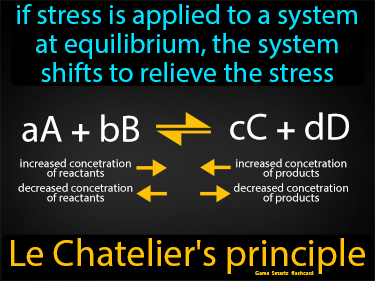 if stress is applied to a system
at equilibrium, the system
shifts to relieve the stress
aA + bB ⇌ cC + dD
increased concetration
of reactants
increased concetration
of products
decreased concetration
of reactants
decreased concetration
of products
Le Chatelier's principle
Game Smartz flashcard